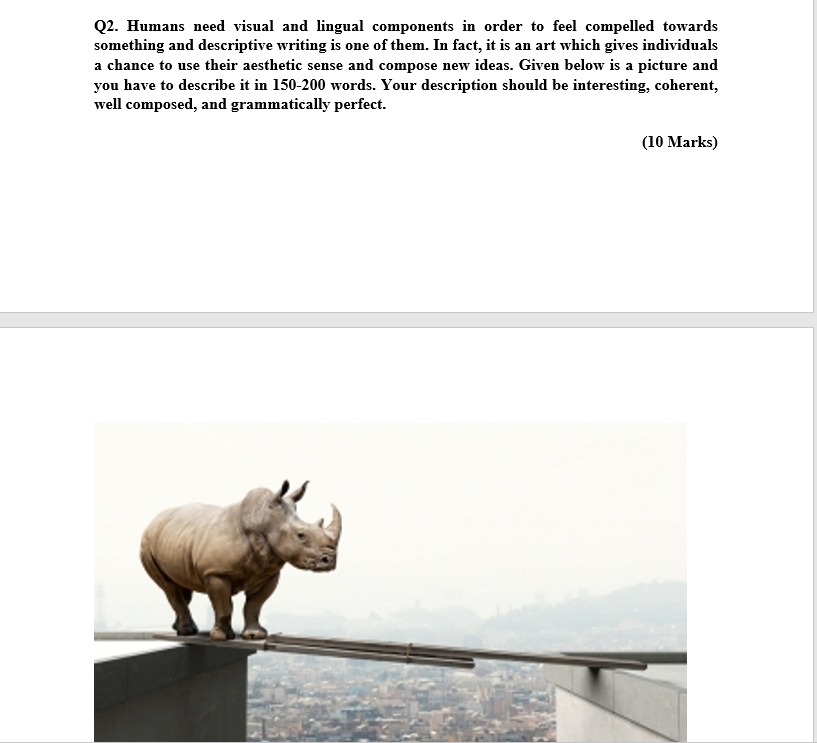 Q2. Humans need visual and lingual components in order to feel compelled towards
something and descriptive writing is one of them. In fact, it is an art which gives individuals
a chance to use their aesthetic sense and compose new ideas. Given below is a picture and
you have to describe it in 150-200 words. Your description should be interesting, coherent,
well composed, and grammatically perfect.
(10 Marks)